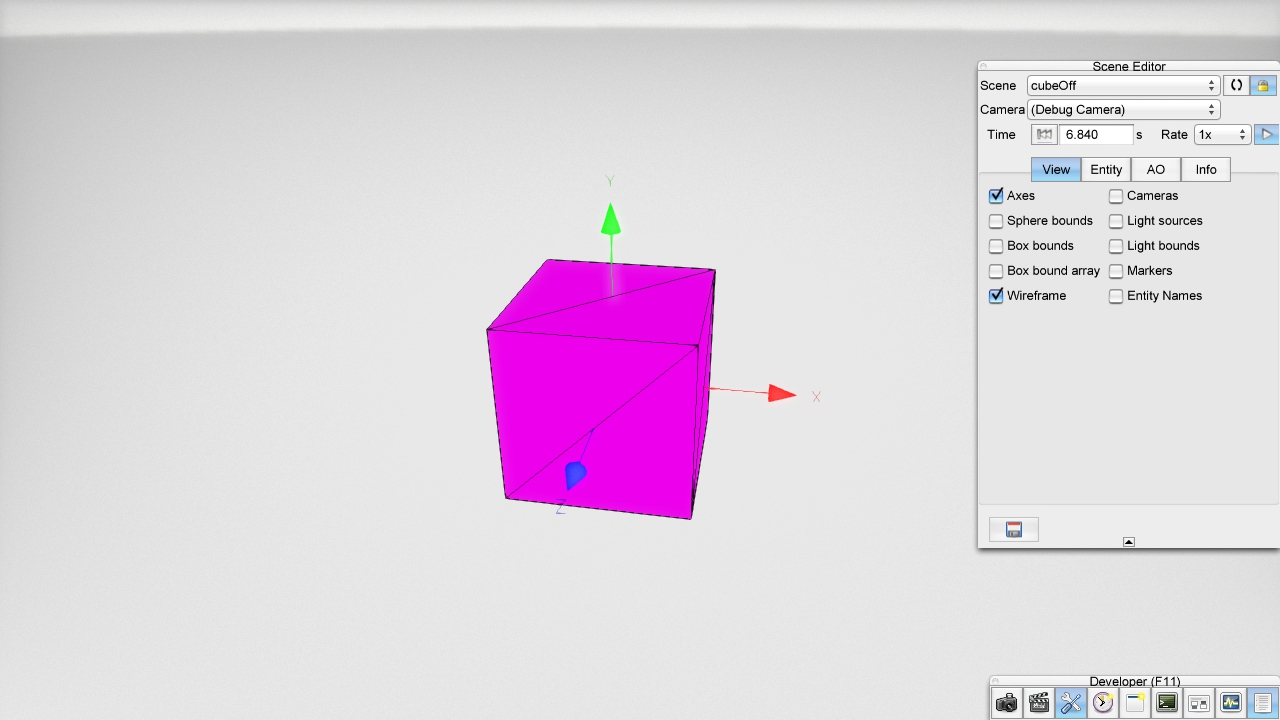 Scene Editor
Scene cubeOff
Camera (Debug Camera)
Time 6.840 s Rate 1x
View Entity AO Info
Axes Cameras
Sphere bounds Light sources
Box bounds Light bounds
Box bound array Markers
Wireframe Entity Names
Y
X
Z
Developer (F11)